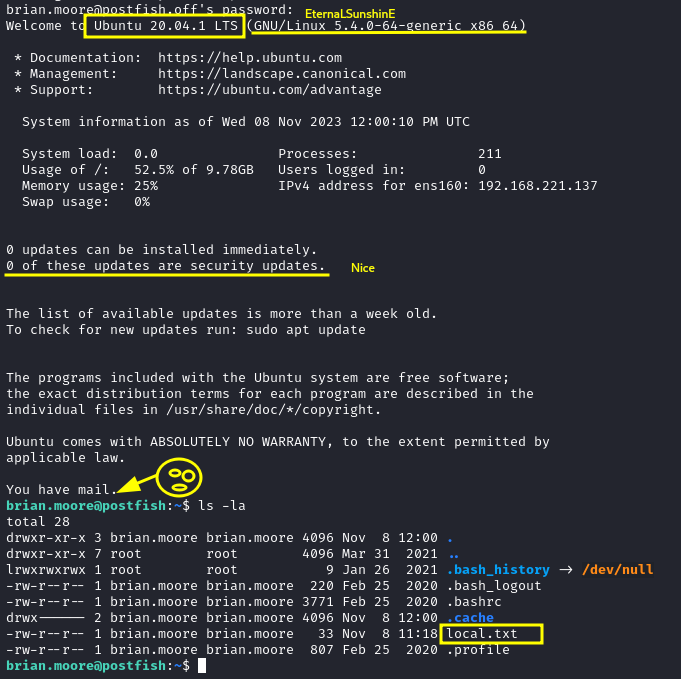 brian.moore@postfish.off's password:
EternaLSunshinE
Welcome to Ubuntu 20.04.1 LTS (GNU/Linux 5.4.0-64-generic x86_64)
* Documentation: https://help.ubuntu.com
* Management: https://landscape.canonical.com
* Support: https://ubuntu.com/advantage
System information as of Wed 08 Nov 2023 12:00:10 PM UTC
System load: 0.0 Processes: 211
Usage of /: 52.5% of 9.78GB Users logged in: 0
Memory usage: 25% IPv4 address for ens160: 192.168.221.137
Swap usage: 0%
0 updates can be installed immediately.
0 of these updates are security updates.
Nice
The list of available updates is more than a week old.
To check for new updates run: sudo apt update
The programs included with the Ubuntu system are free software;
the exact distribution terms for each program are described in the
individual files in /usr/share/doc/*/copyright.
Ubuntu comes with ABSOLUTELY NO WARRANTY, to the extent permitted by
applicable law.
You have mail.
brian.moore@postfish:~$ ls -la
total 28
drwxr-xr-x 3 brian.moore brian.moore 4096 Nov 8 12:00 .
drwxr-xr-x 7 root root 4096 Mar 31 2021 ..
lrwxrwxrwx 1 root root 9 Jan 26 2021 .bash_history -> /dev/null
-rw-r--r-- 1 brian.moore brian.moore 220 Feb 25 2020 .bash_logout
-rw-r--r-- 1 brian.moore brian.moore 3771 Feb 25 2020 .bashrc
drwx------ 2 brian.moore brian.moore 4096 Nov 8 12:00 .cache
-rw-r--r-- 1 brian.moore brian.moore 33 Nov 8 11:18 local.txt
-rw-r--r-- 1 brian.moore brian.moore 807 Feb 25 2020 .profile
brian.moore@postfish:~$